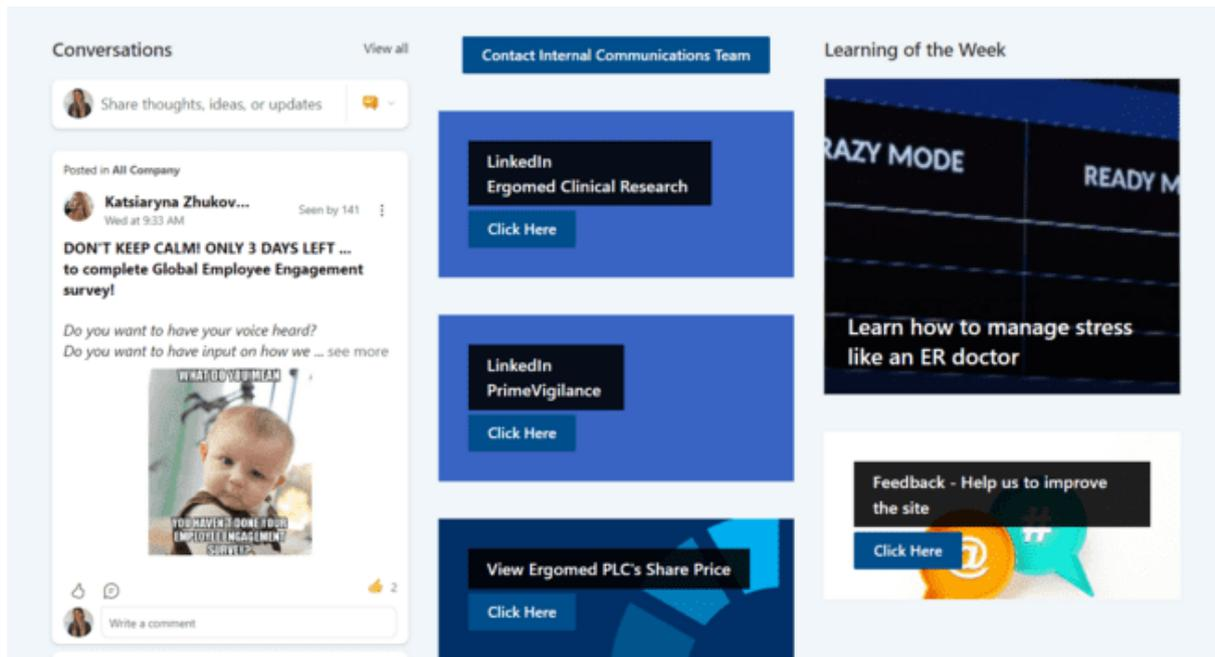 Conversations
View all
Share thoughts, ideas, or updates
Posted in All Company
Katsiaryna Zhukov...
Wed at 9:33 AM
Seen by 141
DON'T KEEP CALM! ONLY 3 DAYS LEFT ...
to complete Global Employee Engagement
survey!
Do you want to have your voice heard?
Do you want to have input on how we ... see more
WHAT DO YOU MEAN
YOU HAVEN'T DONE YOUR
EMPLOYEE ENGAGEMENT
SURVEY?
2
Write a comment
Contact Internal Communications Team
LinkedIn
Ergomed Clinical Research
Click Here
LinkedIn
PrimeVigilance
Click Here
View Ergomed PLC's Share Price
Click Here
Learning of the Week
RAZY MODE
READY M
Learn how to manage stress
like an ER doctor
Feedback - Help us to improve
the site
Click Here
@
#